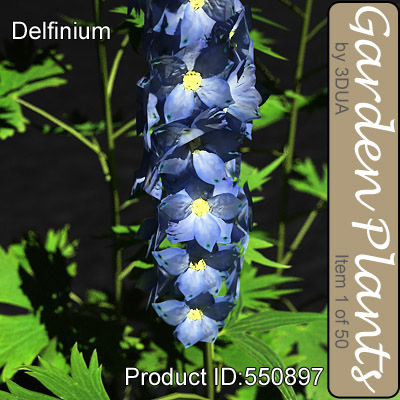 Delfinium
Garden Plants
by 3DUA
Item 1 of 50
Product ID:550897